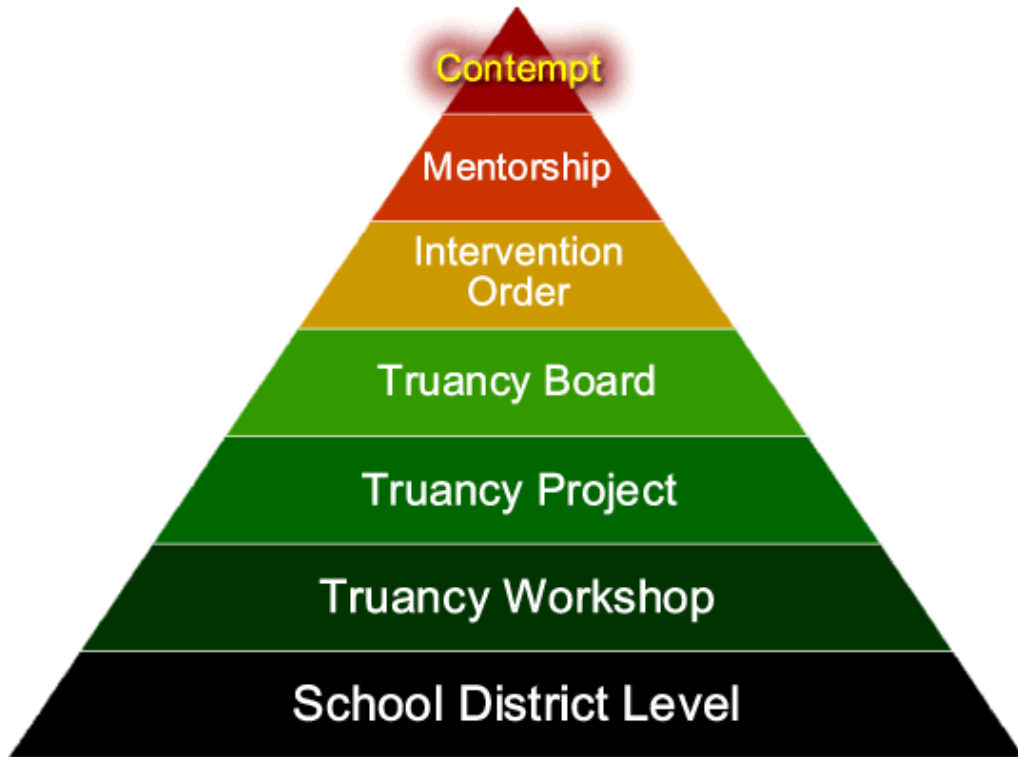 Contempt
Mentorship
Intervention
Order
Truancy Board
Truancy Project
Truancy Workshop
School District Level